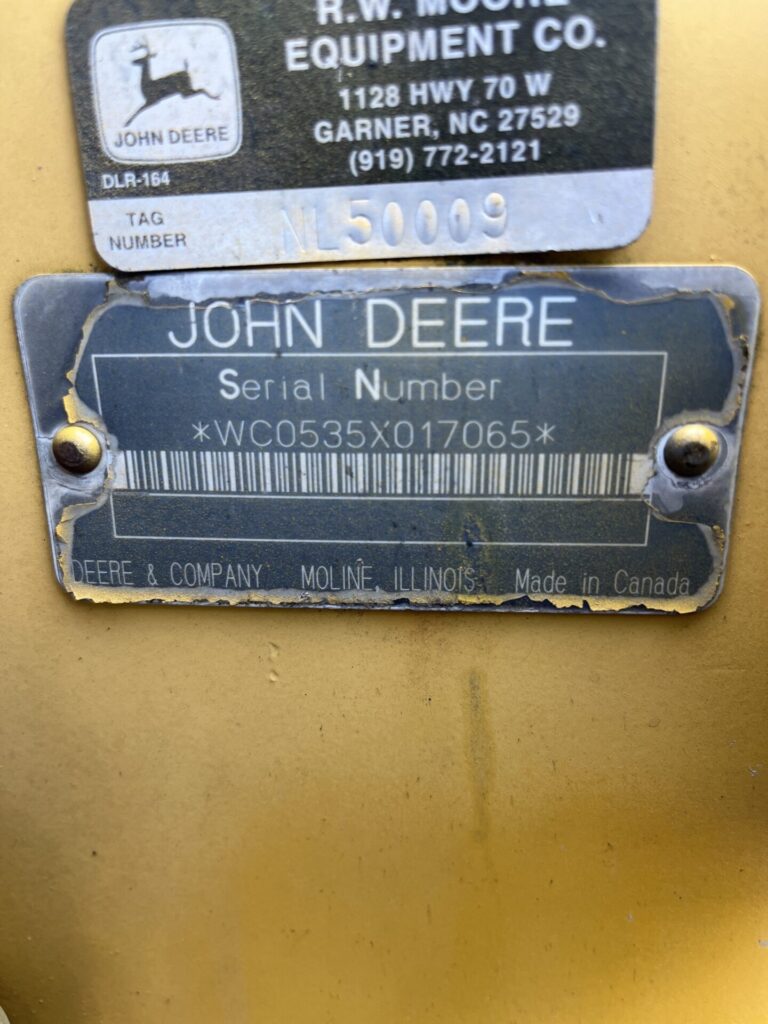 R.W. MOORE
EQUIPMENT CO.
1128 HWY 70 W
GARNER, NC 27529
(919) 772-2121
JOHN DEERE
DLR-164
TAG
NUMBER
NL50009
JOHN DEERE
Serial Number
*WC0535X017065*
DEERE & COMPANY MOLINE, ILLINOIS Made in Canada